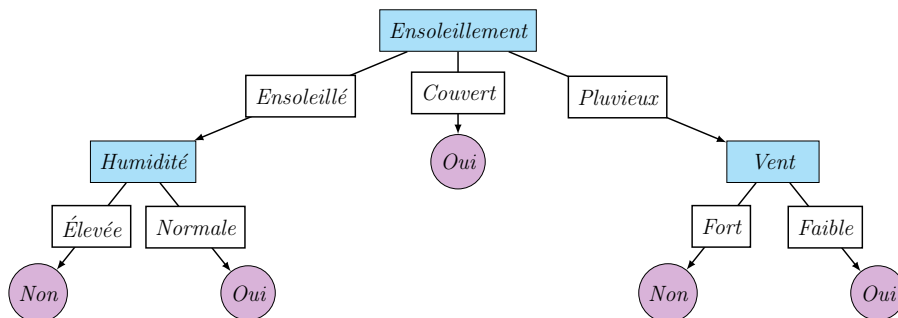 Ensoleillement
Ensoleillé
Couvert
Pluvieux
Humidité
Oui
Vent
Élevée
Normale
Fort
Faible
Non
Oui
Non
Oui